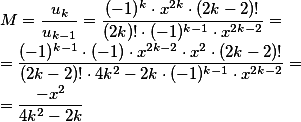 M = \frac{u_k}{u_{k-1}} = \frac{(-1)^k \cdot x^{2k} \cdot (2k-2)!}{(2k)! \cdot (-1)^{k-1} \cdot x^{2k-2}} =
= \frac{(-1)^{k-1} \cdot (-1) \cdot x^{2k-2} \cdot x^2 \cdot (2k-2)!}{(2k-2)! \cdot 4k^2 - 2k \cdot (-1)^{k-1} \cdot x^{2k-2}} =
= \frac{-x^2}{4k^2 - 2k}